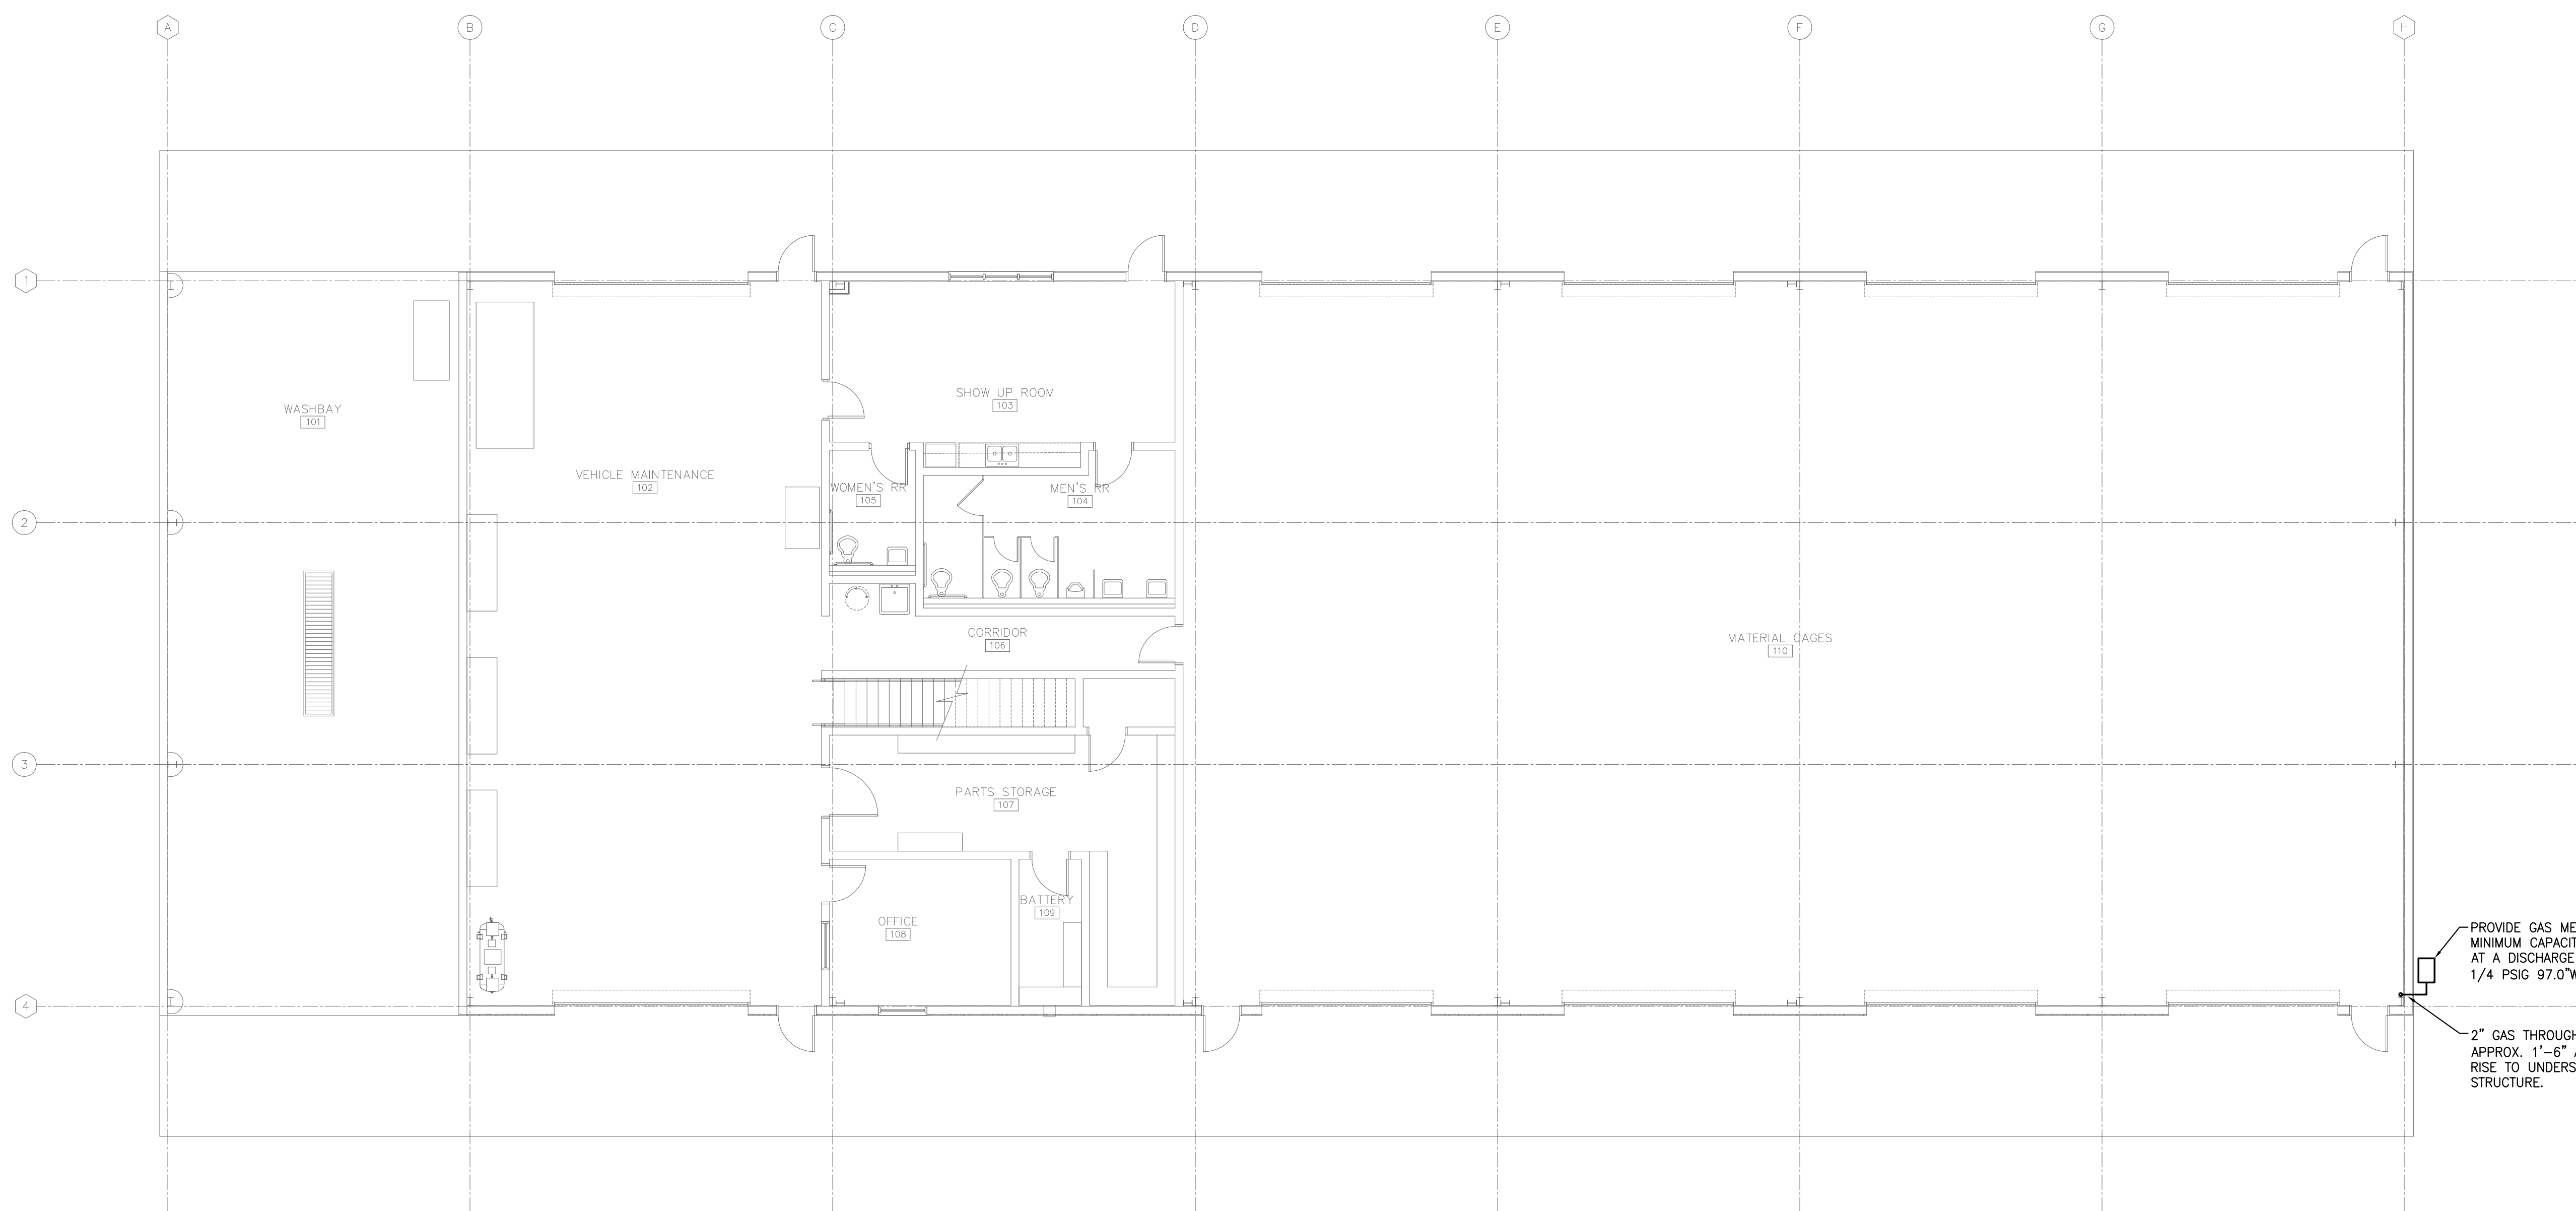 A B C D E F G H
1
WASHBAY
101
SHOW UP ROOM
103
VEHICLE MAINTENANCE
102
WOMEN'S RR
105
MEN'S RR
104
2
CORRIDOR
106
MATERIAL CAGES
110
3
PARTS STORAGE
107
BATTERY
109
OFFICE
108
4
PROVIDE GAS ME
MINIMUM CAPACIT
AT A DISCHARGE
1/4 PSIG 97.0"W
2" GAS THROUGH
APPROX. 1'-6" A
RISE TO UNDERS
STRUCTURE.